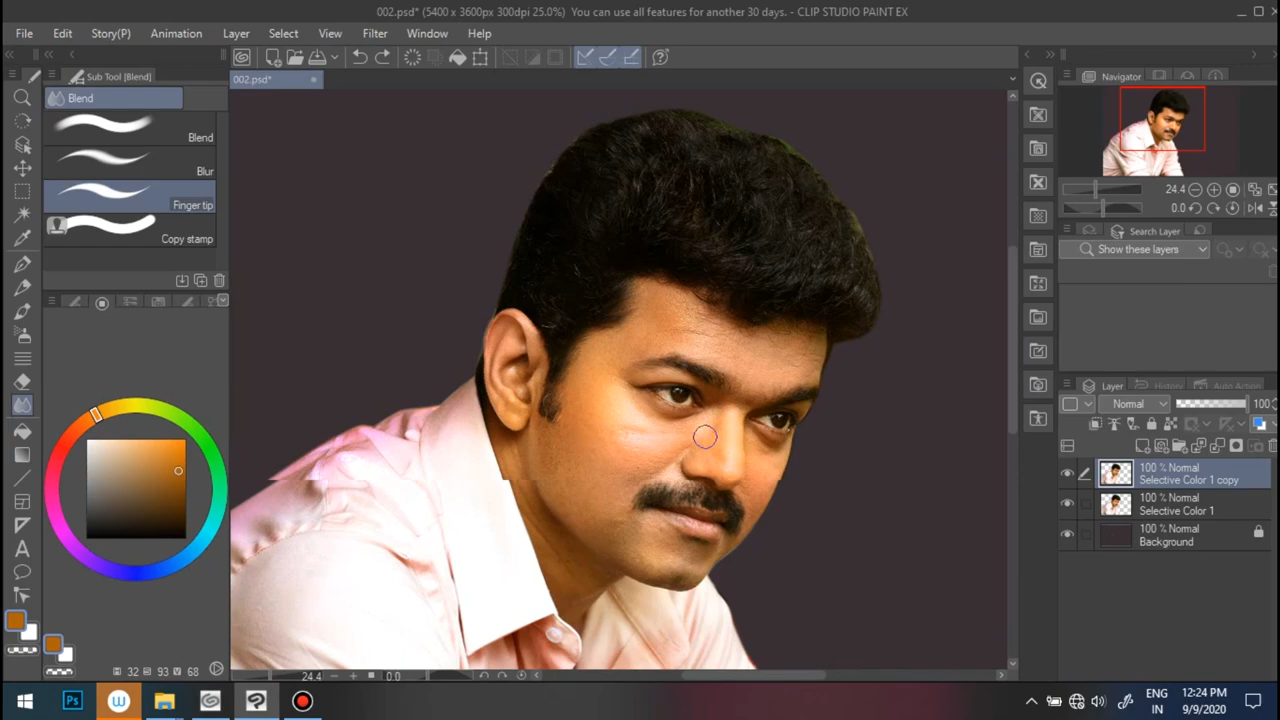 002.psd* (5400 x 3600px 300dpi 25.0%)  You can use all features for another 30 days. - CLIP STUDIO PAINT EX
File Edit Story(P) Animation Layer Select View Filter Window Help
Sub Tool [Blend]
002.psd*
Navigator
Blend
Blend
Blur
Finger tip
Copy stamp
24.4
0.0
Search Layer
Show these layers
Layer
History
Auto Action
Normal
100
100 % Normal
Selective Color 1 copy
100 % Normal
Selective Color 1
100 % Normal
Background
A
32 93 68
24.4
0.0
Ps
w
ENG
IN
12:24 PM
9/9/2020